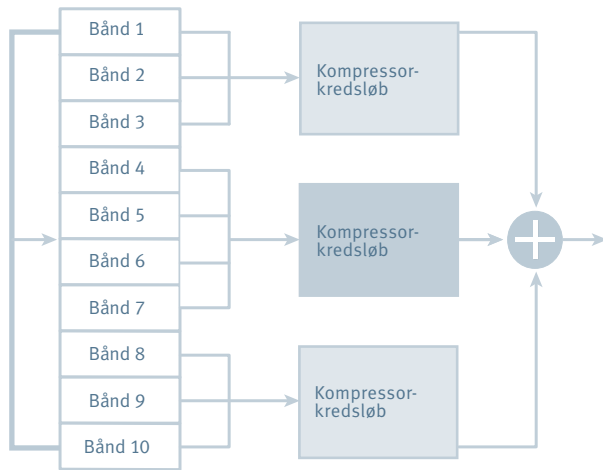 Bånd 1
Bånd 2
Bånd 3
Bånd 4
Bånd 5
Bånd 6
Bånd 7
Bånd 8
Bånd 9
Bånd 10
Kompressor-
kredsløb
Kompressor-
kredsløb
Kompressor-
kredsløb